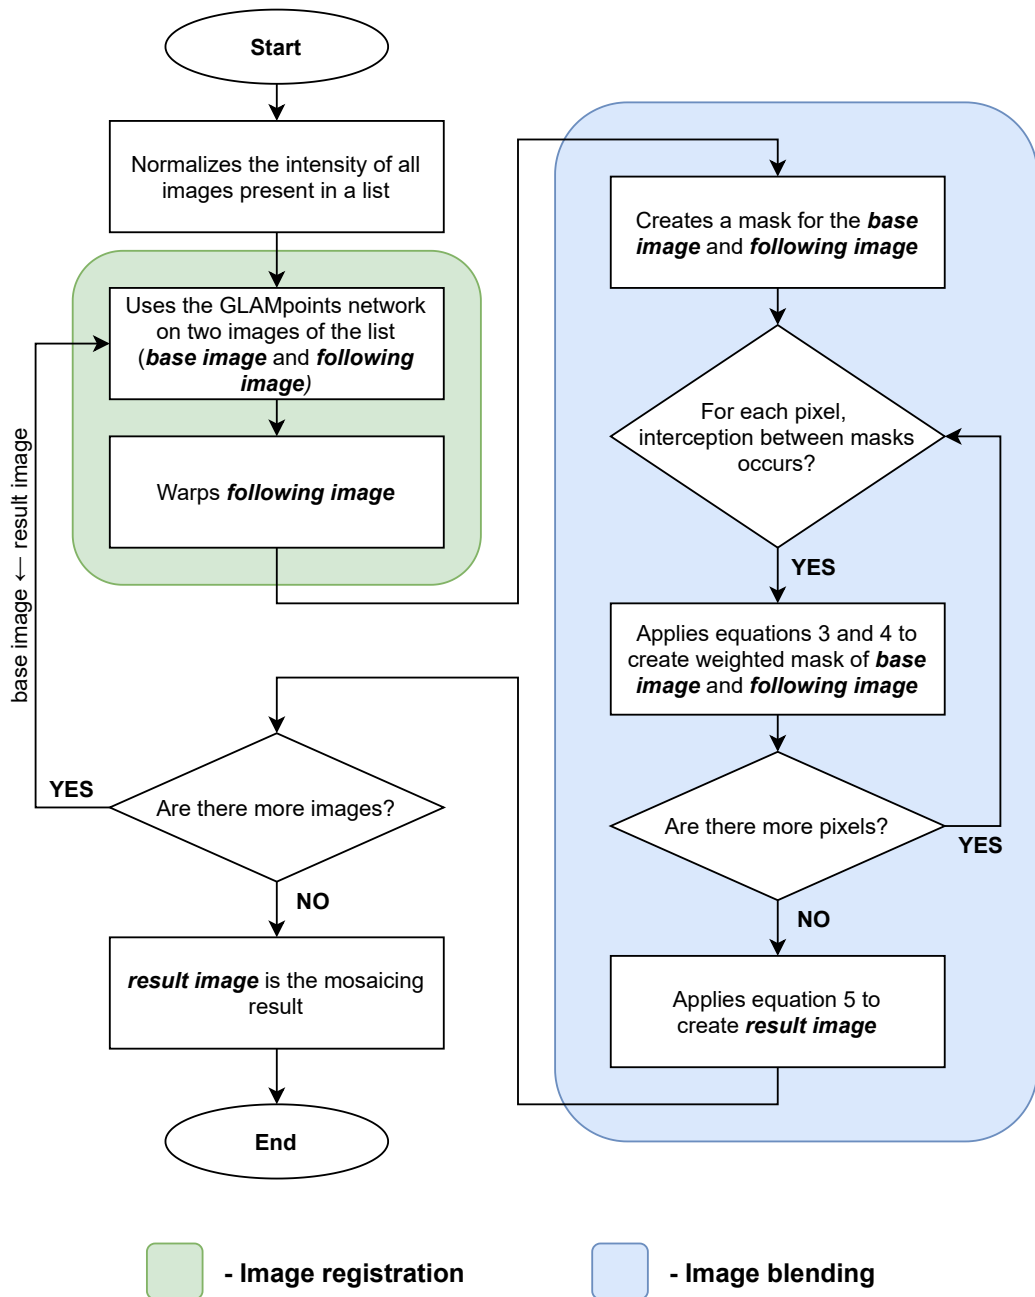 Start
Normalizes the intensity of all
images present in a list
Uses the GLAMpoints network
on two images of the list
(base image and following
image)
Warps following image
base image ← result image
Creates a mask for the base
image and following image
For each pixel,
interception between masks
occurs?
YES
Applies equations 3 and 4 to
create weighted mask of base
image and following image
Are there more pixels?
YES
NO
Applies equation 5 to
create result image
Are there more images?
YES
NO
result image is the mosaicing
result
End
- Image registration
- Image blending